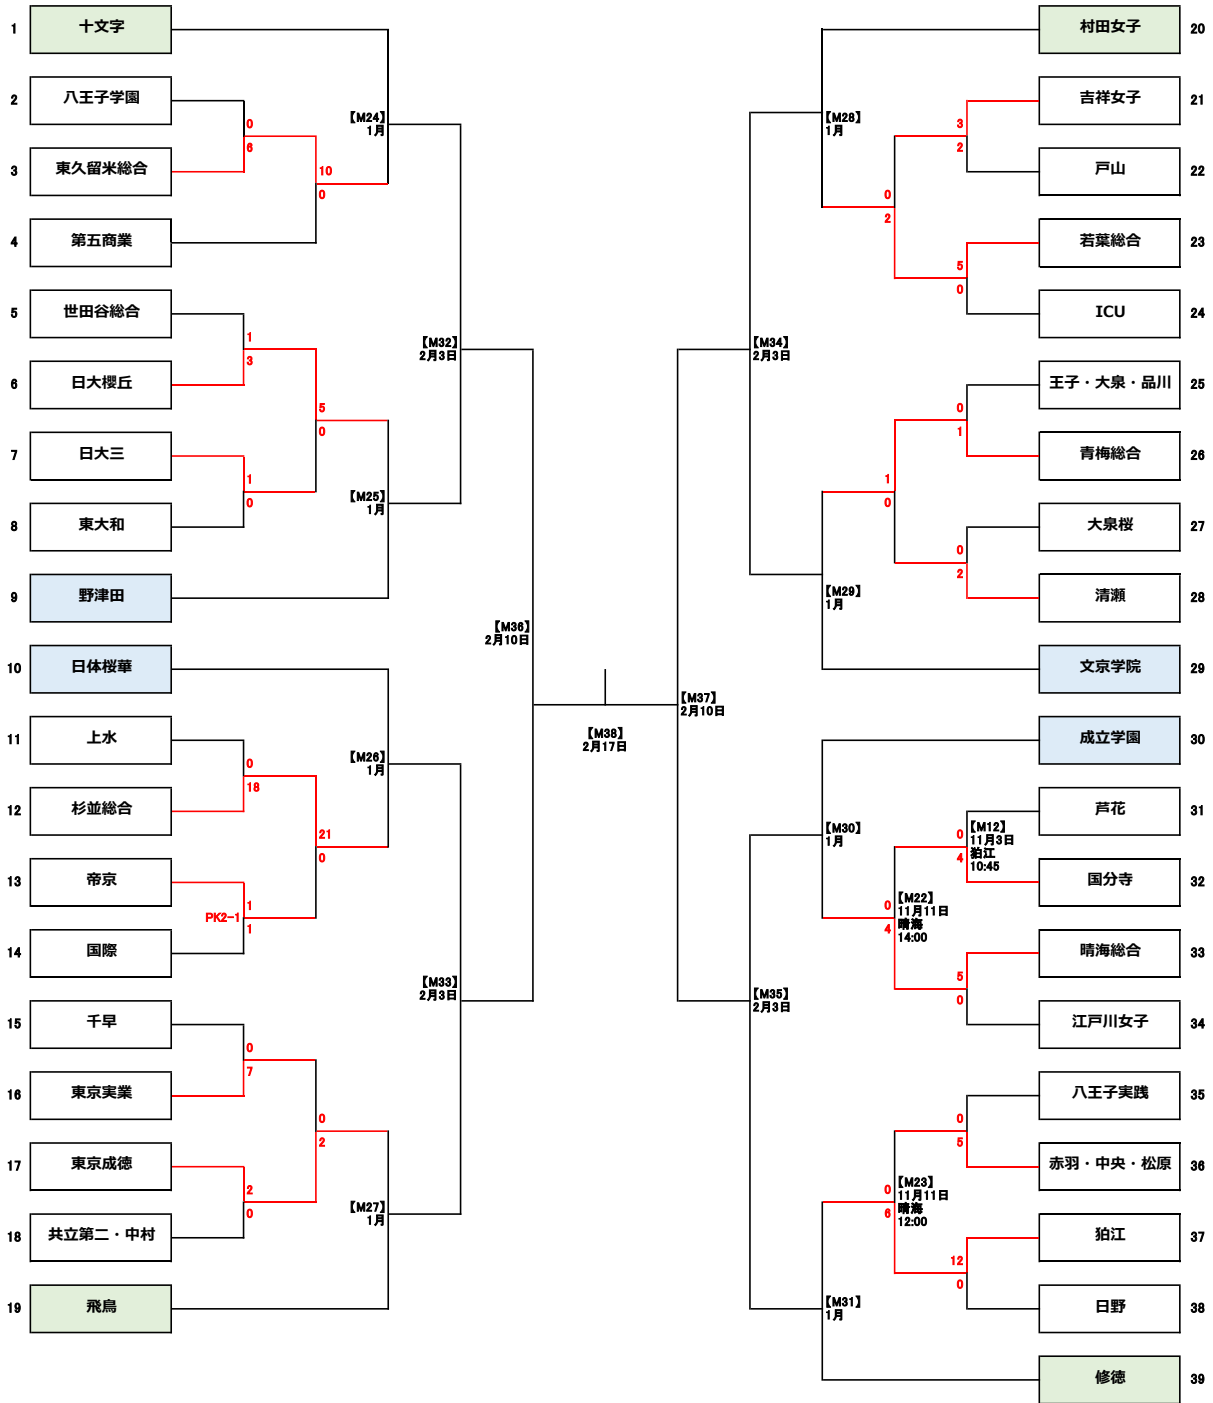 1 十文字
2 八王子学園
0
6
3 東久留米総合
10
0
4 第五商業
【M24】
1月
5 世田谷総合
1
3
6 日大櫻丘
5
0
7 日大三
1
0
8 東大和
【M25】
1月
9 野津田
【M32】
2月3日
10 日体桜華
11 上水
0
18
12 杉並総合
21
0
13 帝京
PK2-1
1
1
14 国際
【M26】
1月
15 千早
0
7
16 東京実業
0
2
17 東京成徳
2
0
18 共立第二・中村
【M27】
1月
19 飛鳥
【M33】
2月3日
【M36】
2月10日
【M38】
2月17日
【M37】
2月10日
村田女子 20
【M28】
1月
吉祥女子 21
3
2
戸山 22
0
2
若葉総合 23
5
0
ICU 24
【M34】
2月3日
王子・大泉・品川 25
0
1
青梅総合 26
1
0
大泉桜 27
0
2
清瀬 28
【M29】
1月
文京学院 29
成立学園 30
【M30】
1月
芦花 31
0
4
【M12】
11月3日
狛江
10:45
国分寺 32
0
4
【M22】
11月11日
晴海
14:00
晴海総合 33
5
0
江戸川女子 34
【M35】
2月3日
八王子実践 35
0
5
赤羽・中央・松原 36
0
6
【M23】
11月11日
晴海
12:00
狛江 37
12
0
日野 38
【M31】
1月
修徳 39